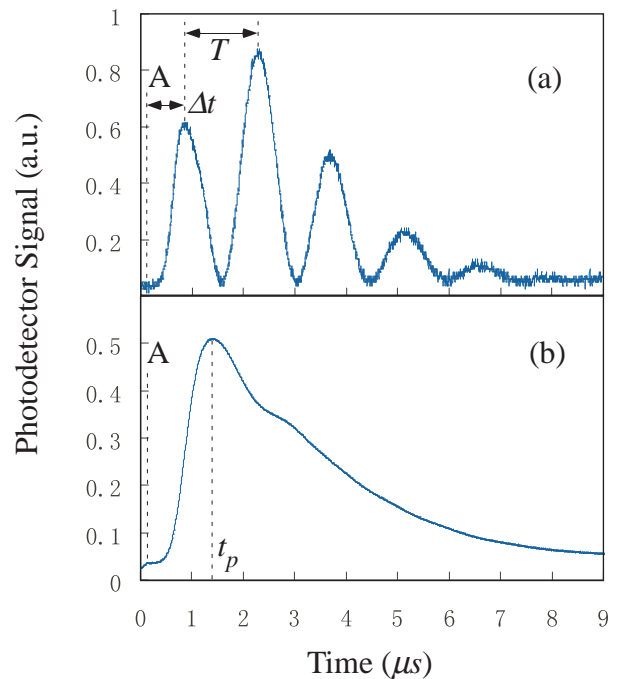 1
T
0.8
A
(a)
Δt
0.6
0.4
0.2
Photodetector Signal (a.u.)
0.5
A
(b)
0.4
0.3
0.2
0.1
t_p
0
0 1 2 3 4 5 6 7 8 9
Time (μs)